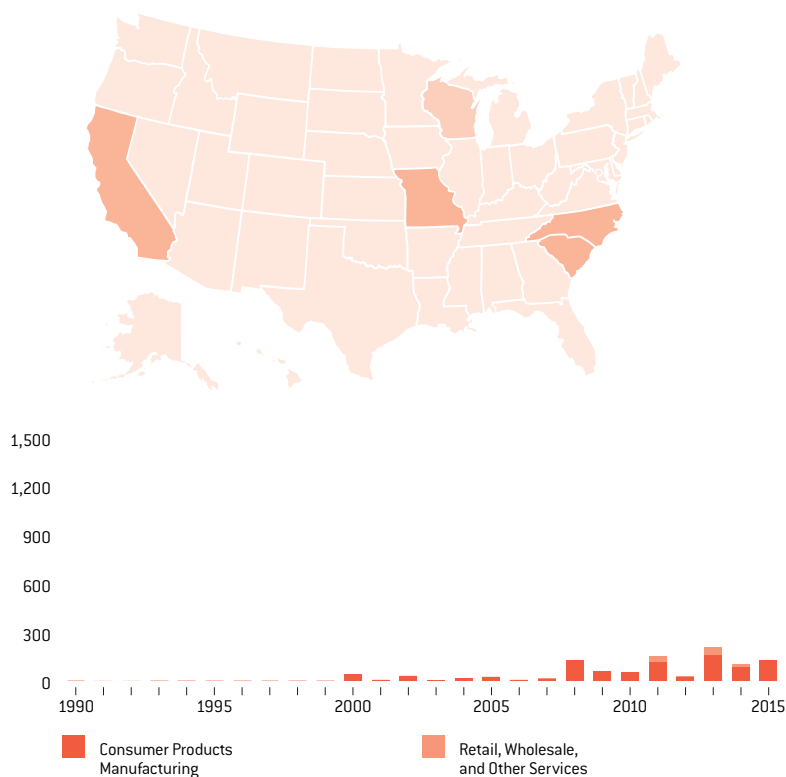 1,500
1,200
900
600
300
0
1990 1995 2000 2005 2010 2015
Consumer Products
Manufacturing
Retail, Wholesale,
and Other Services